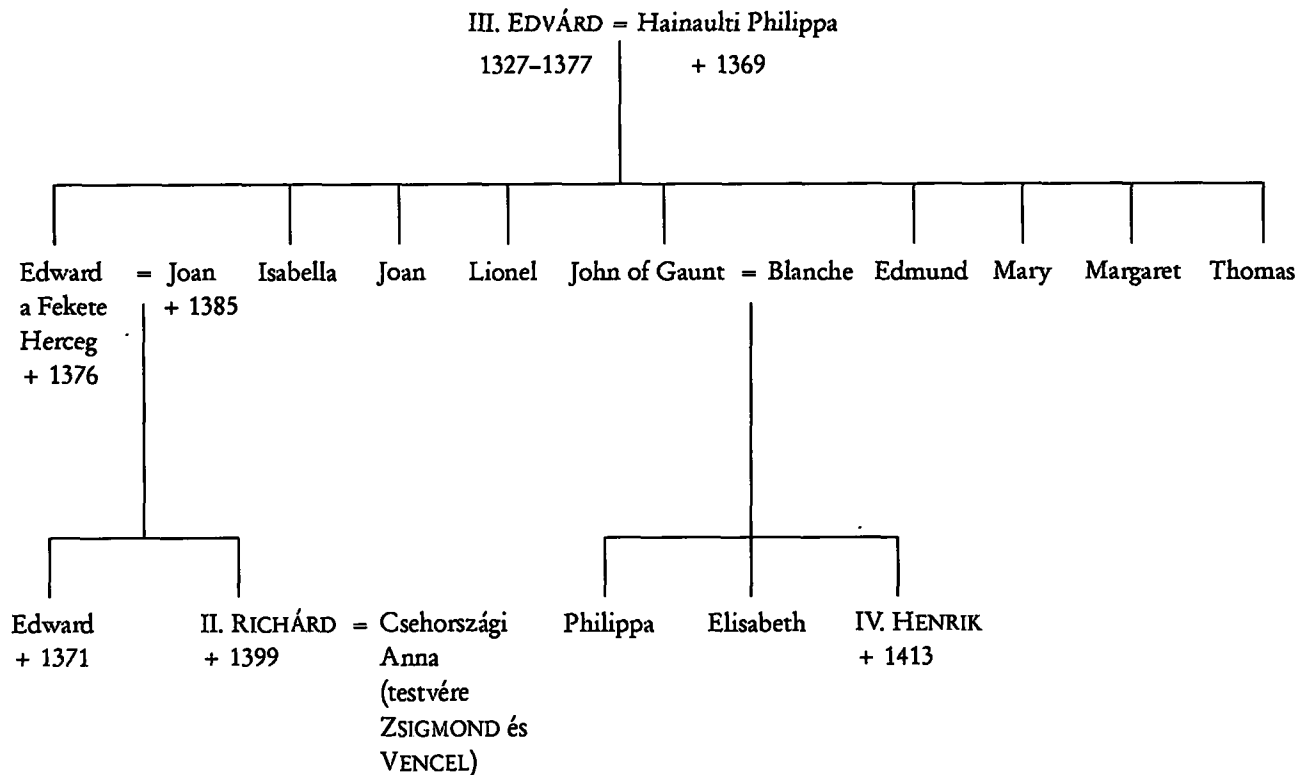 III. EDVÁRD = Hainaulti Philippa
1327–1377 + 1369
Edward = Joan Isabella Joan Lionel John of Gaunt = Blanche Edmund Mary Margaret Thomas
a Fekete + 1385
Herceg
+ 1376
Edward II. RICHÁRD = Csehországi Philippa Elisabeth IV. HENRIK
+ 1371 + 1399 Anna + 1413
(testvére
ZSIGMOND és
VENCEL)